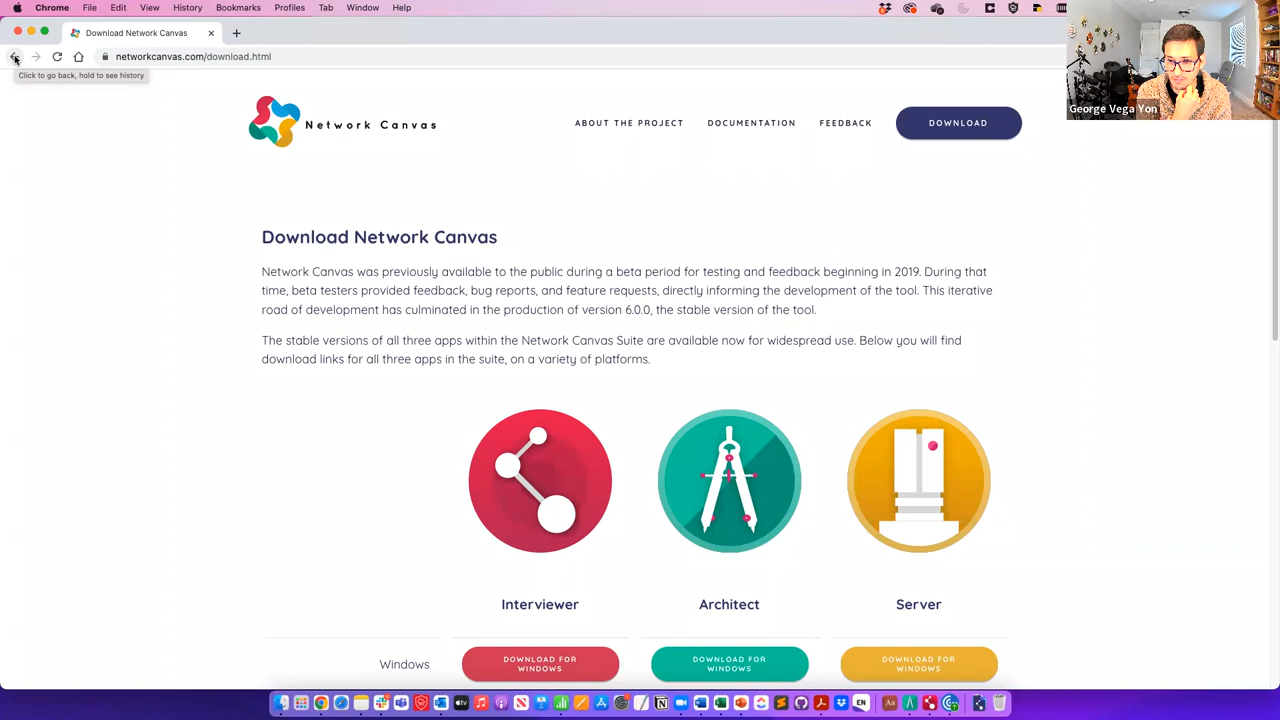 Chrome File Edit View History Bookmarks Profiles Tab Window Help
Download Network Canvas
networkcanvas.com/download.html
Click to go back, hold to see history
George Vega Yon
Network Canvas
ABOUT THE PROJECT DOCUMENTATION FEEDBACK DOWNLOAD
Download Network Canvas
Network Canvas was previously available to the public during a beta period for testing and feedback beginning in 2019. During that
time, beta testers provided feedback, bug reports, and feature requests, directly informing the development of the tool. This iterative
road of development has culminated in the production of version 6.0.0, the stable version of the tool.
The stable versions of all three apps within the Network Canvas Suite are available now for widespread use. Below you will find
download links for all three apps in the suite, on a variety of platforms.
Interviewer Architect Server
Windows
DOWNLOAD FOR
WINDOWS
DOWNLOAD FOR
WINDOWS
DOWNLOAD FOR
WINDOWS